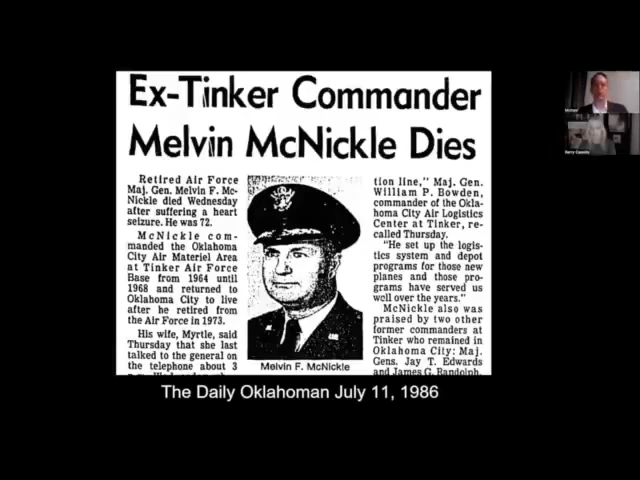 Ex-Tinker Commander
Melvin McNickle Dies
Retired Air Force
Maj. Gen. Melvin F. Mc-
Nickle died Wednesday
after suffering a heart
seizure. He was 72.
McNickle com-
manded the Oklahoma
City Air Materiel Area
at Tinker Air Force
Base from 1964 until
1968 and returned to
Oklahoma City to live
after he retired from
the Air Force in 1973.
His wife, Myrtle, said
Thursday that she last
talked to the general on
the telephone about 3
Melvin F. McNickle
tion line," Maj. Gen.
William P. Bowden,
commander of the Okla-
homa City Air Logistics
Center at Tinker, re-
called Thursday.
"He set up the logis-
tics system and depot
programs for those new
planes and those pro-
grams have served us
well over the years."
McNickle also was
praised by two other
former commanders at
Tinker who remained in
Oklahoma City: Maj.
Gens. Jay T. Edwards
and James G. Randolph.
The Daily Oklahoman July 11, 1986